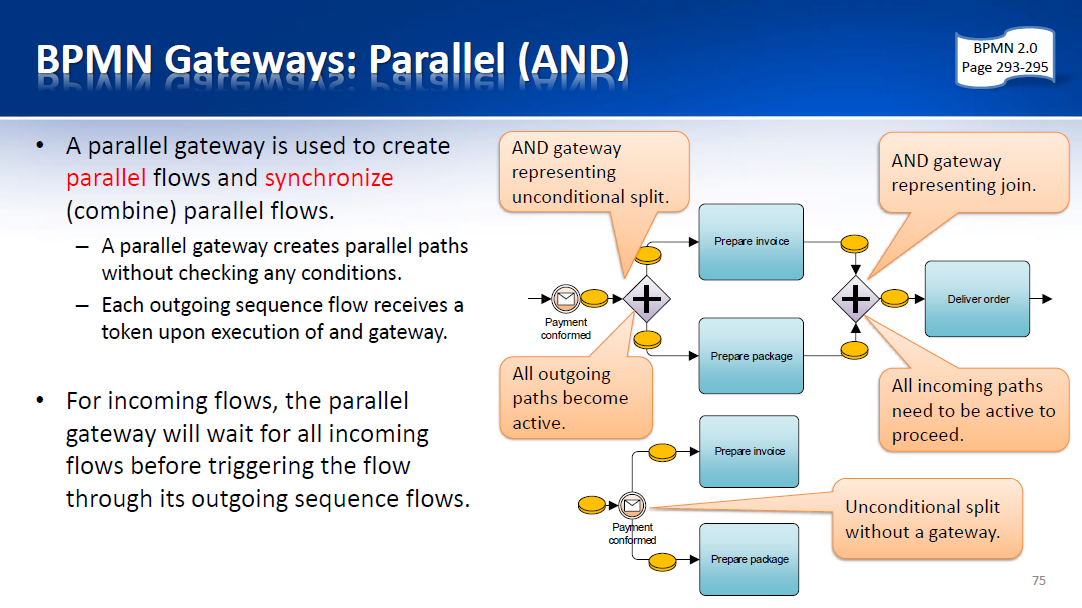 BPMN Gateways: Parallel (AND)
BPMN 2.0
Page 293-295
• A parallel gateway is used to create
parallel flows and synchronize
(combine) parallel flows.
– A parallel gateway creates parallel paths
without checking any conditions.
– Each outgoing sequence flow receives a
token upon execution of and gateway.
• For incoming flows, the parallel
gateway will wait for all incoming
flows before triggering the flow
through its outgoing sequence flows.
AND gateway
representing
unconditional split.
AND gateway
representing join.
Prepare invoice
Payment
conformed
Deliver order
Prepare package
All outgoing
paths become
active.
All incoming paths
need to be active to
proceed.
Prepare invoice
Payment
conformed
Unconditional split
without a gateway.
Prepare package
75